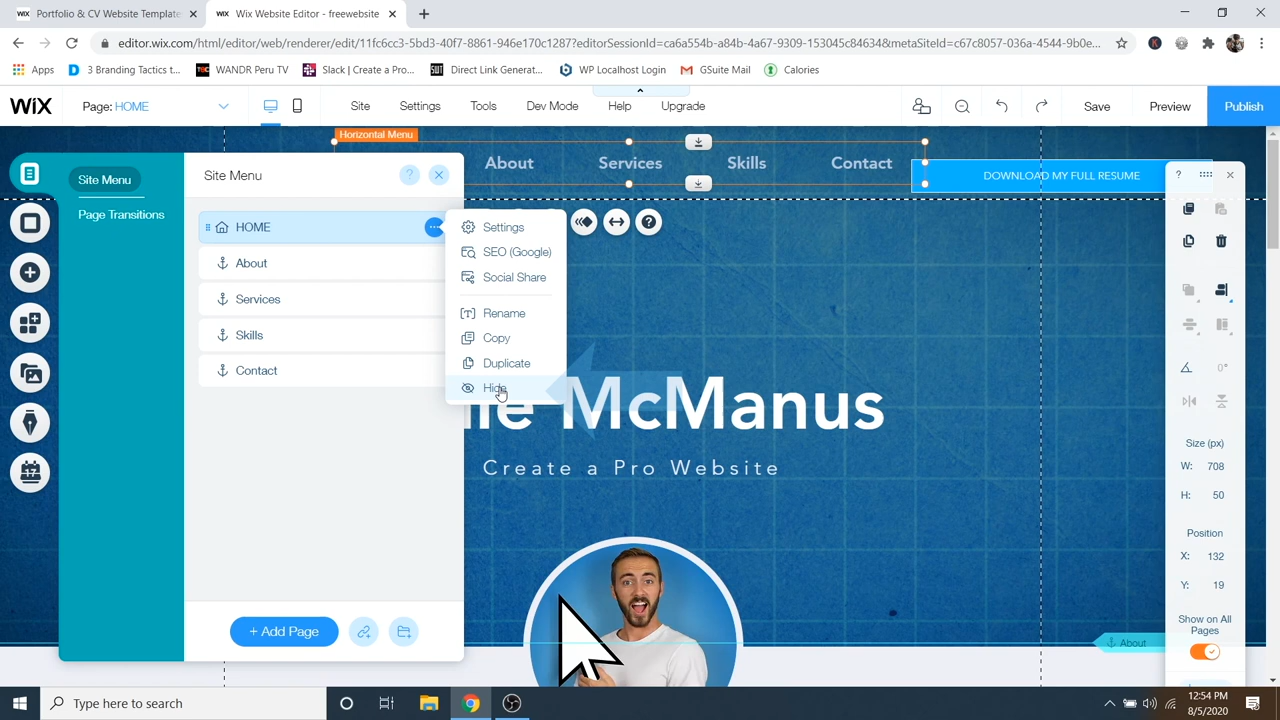 WiX Portfolio & CV Website Template
WiX Wix Website Editor - freewebsite
editor.wix.com/html/editor/web/renderer/edit/11fc6cc3-5bd3-40f7-8861-946e170c1287?editorSessionId=ca6a554b-a84b-4a67-9309-153045c84634&metaSiteId=c67c8057-036a-4544-9b0e...
Apps 3 Branding Tactics t... WANDR Peru TV Slack | Create a Pro... Direct Link Generat... WP Localhost Login GSuite Mail Calories
WiX Page: HOME Site Settings Tools Dev Mode Help Upgrade Save Preview Publish
Horizontal Menu
About Services Skills Contact
DOWNLOAD MY FULL RESUME
Site Menu
Page Transitions
Site Menu ?
HOME
About
Services
Skills
Contact
+ Add Page
Settings
SEO (Google)
Social Share
Rename
Copy
Duplicate
Hide
?
McManus
Create a Pro Website
?
0°
Size (px)
W: 708
H: 50
Position
X: 132
Y: 19
Show on All
Pages
About
Type here to search
12:54 PM
8/5/2020